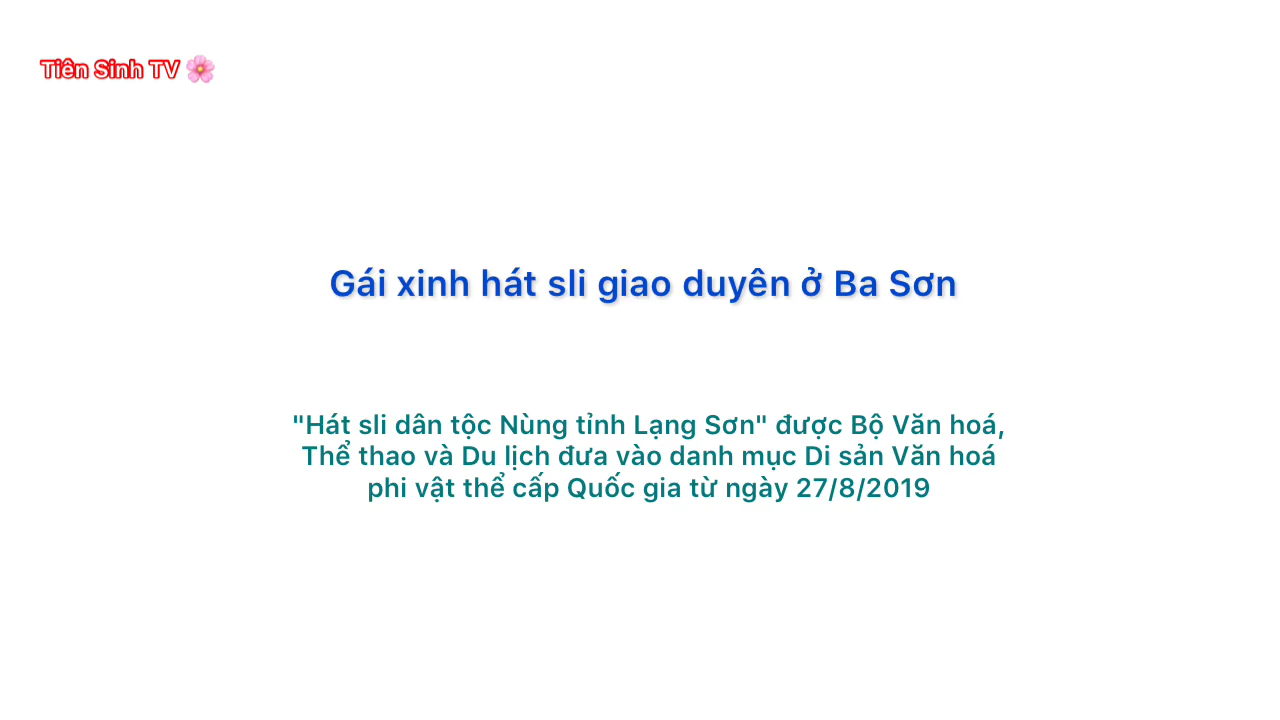 Tiên Sinh TV 🌸
Gái xinh hát sli giao duyên ở Ba Sơn
"Hát sli dân tộc Nùng tỉnh Lạng Sơn" được Bộ Văn hoá,
Thể thao và Du lịch đưa vào danh mục Di sản Văn hoá
phi vật thể cấp Quốc gia từ ngày 27/8/2019